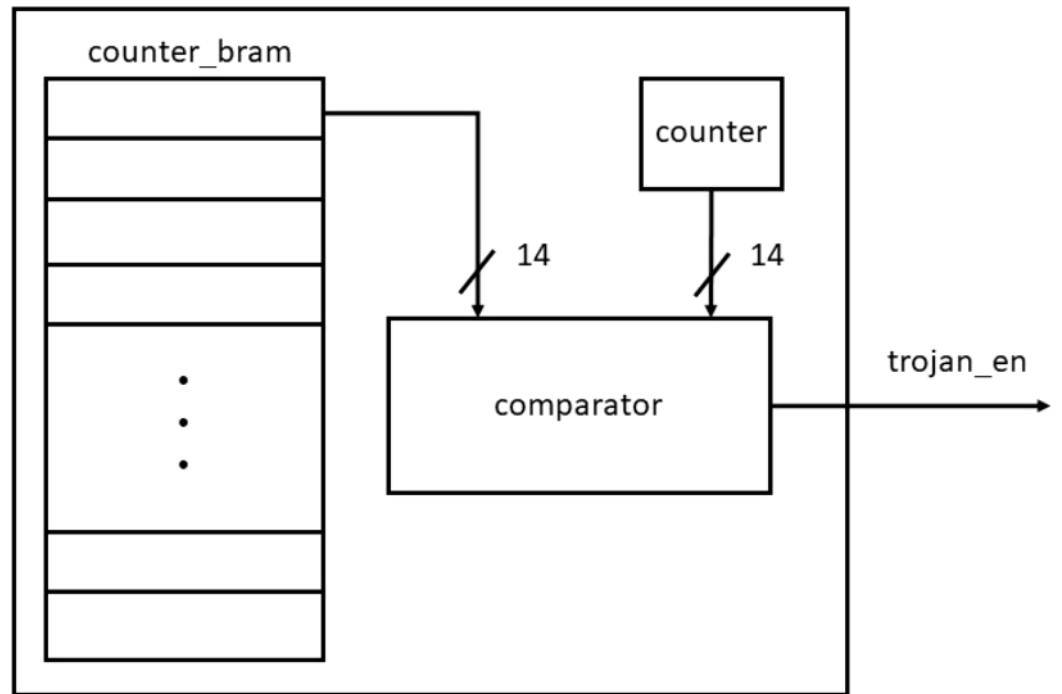 counter_bram
counter
14
14
comparator
trojan_en